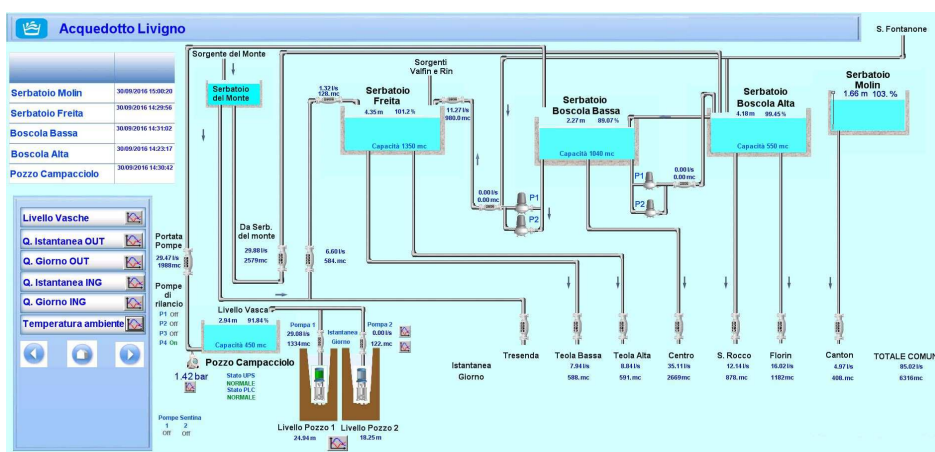 Acquedotto Livigno
S. Fontanone
Serbatoio Molin 30/09/2016 15:00:20
Serbatoio Freita 30/09/2016 14:29:56
Boscola Bassa 30/09/2016 14:31:02
Boscola Alta 30/09/2016 14:23:17
Pozzo Campacciolo 30/09/2016 14:30:42
Livello Vasche
Q. Istantanea OUT
Q. Giorno OUT
Q. Istantanea ING
Q. Giorno ING
Temperatura ambiente
Sorgente del Monte
Serbatoio
del Monte
1.32 l/s
128. mc
Serbatoio
Freita
4.35 m 101.2 %
Capacità 1350 mc
Sorgenti
Valfin e Rin
11.27 l/s
980.0 mc
Serbatoio
Boscola Bassa
2.27 m 89.07 %
Capacità 1040 mc
Serbatoio
Boscola Alta
4.18 m 99.45 %
Capacità 550 mc
Serbatoio
Molin
1.66 m 103. %
0.00 l/s
0.00 mc
P1
P2
P1
P2
0.00 l/s
0.00 mc
Portata
Pompe
29.47 l/s
1988mc
Da Serb.
del monte
29.88 l/s
2579mc
6.60 l/s
584. mc
Pompe
di
rilancio
P1 Off
P2 Off
P3 Off
P4 On
Livello Vasca
2.94 m 91.84 %
Capacità 450 mc
Pozzo Campacciolo
1.42 bar
Stato UPS
NORMALE
Stato PLC
NORMALE
Pompa 1
29.08 l/s
1334mc
Istantanea
Giorno
Pompa 2
0.00 l/s
122. mc
Pompe Sentina
1 2
Off Off
Livello Pozzo 1 Livello Pozzo 2
24.94 m 18.25 m
Tresenda Teola Bassa Teola Alta Centro S. Rocco Florin Canton TOTALE COMUN
Istantanea 7.94 l/s 8.84 l/s 35.11 l/s 12.14 l/s 16.02 l/s 4.97 l/s 85.02 l/s
Giorno 588. mc 591. mc 2669mc 878. mc 1182mc 408. mc 6316mc